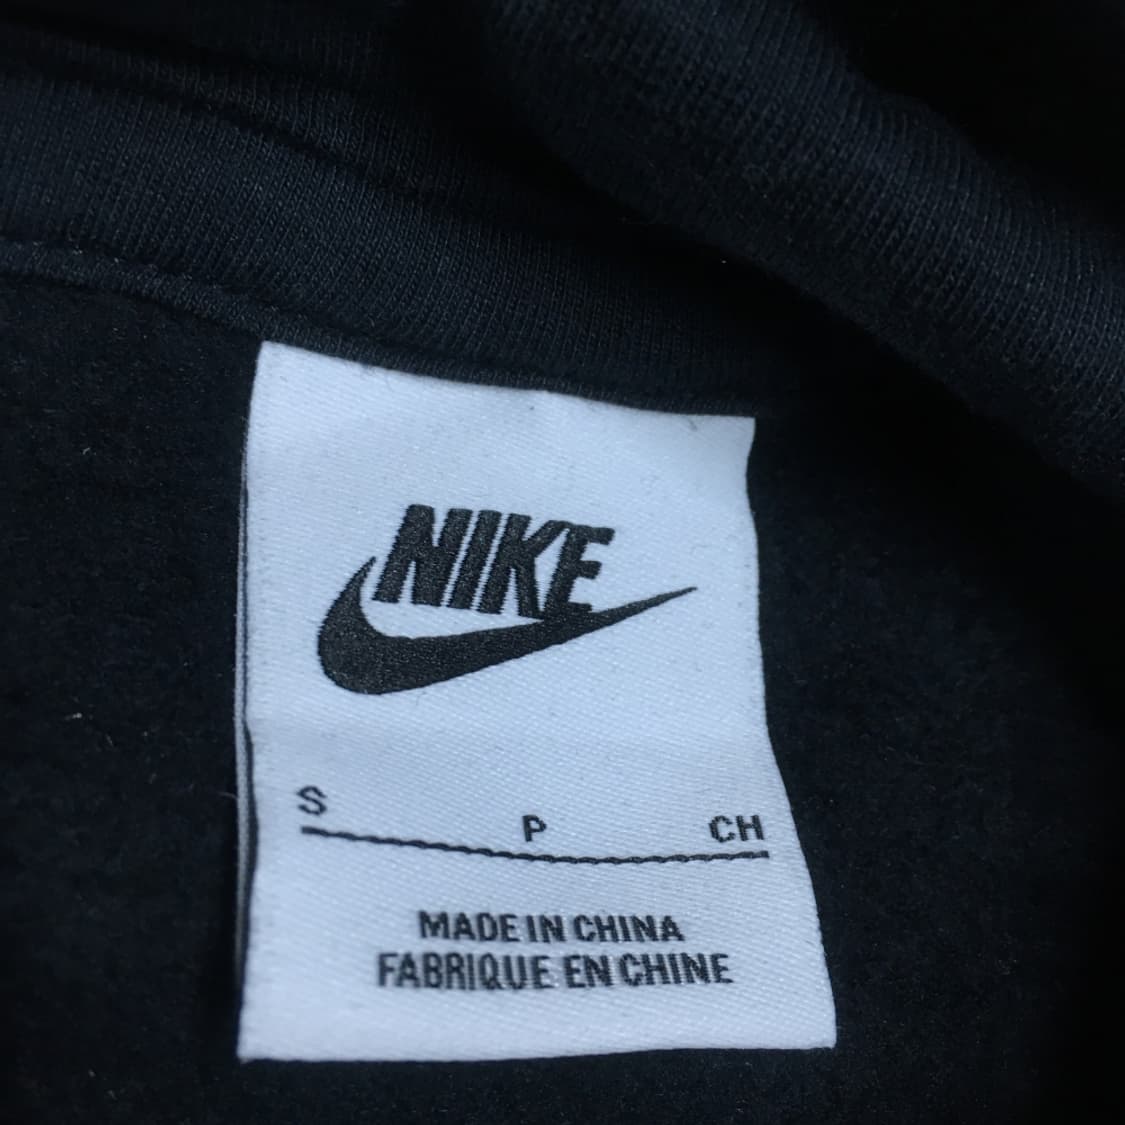 NIKE
S P CH
MADE IN CHINA
FABRIQUE EN CHINE